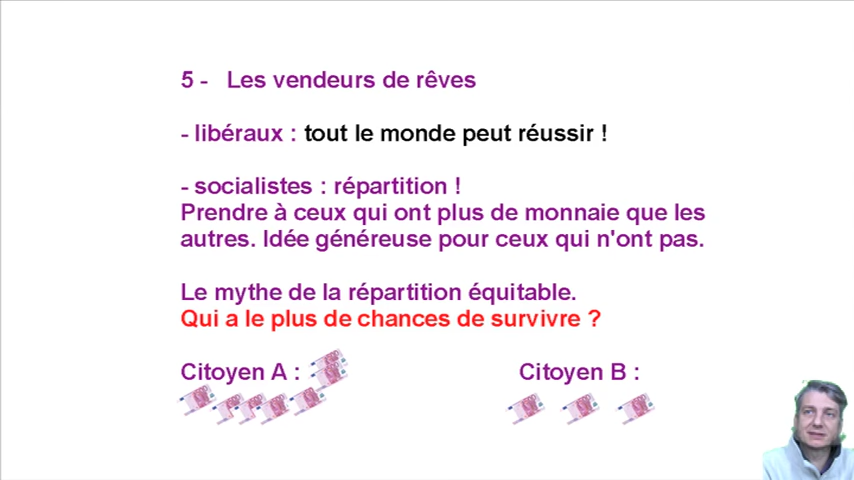 5 - Les vendeurs de rêves
- libéraux : tout le monde peut réussir !
- socialistes : répartition !
Prendre à ceux qui ont plus de monnaie que les
autres. Idée généreuse pour ceux qui n'ont pas.
Le mythe de la répartition équitable.
Qui a le plus de chances de survivre ?
Citoyen A :
Citoyen B :